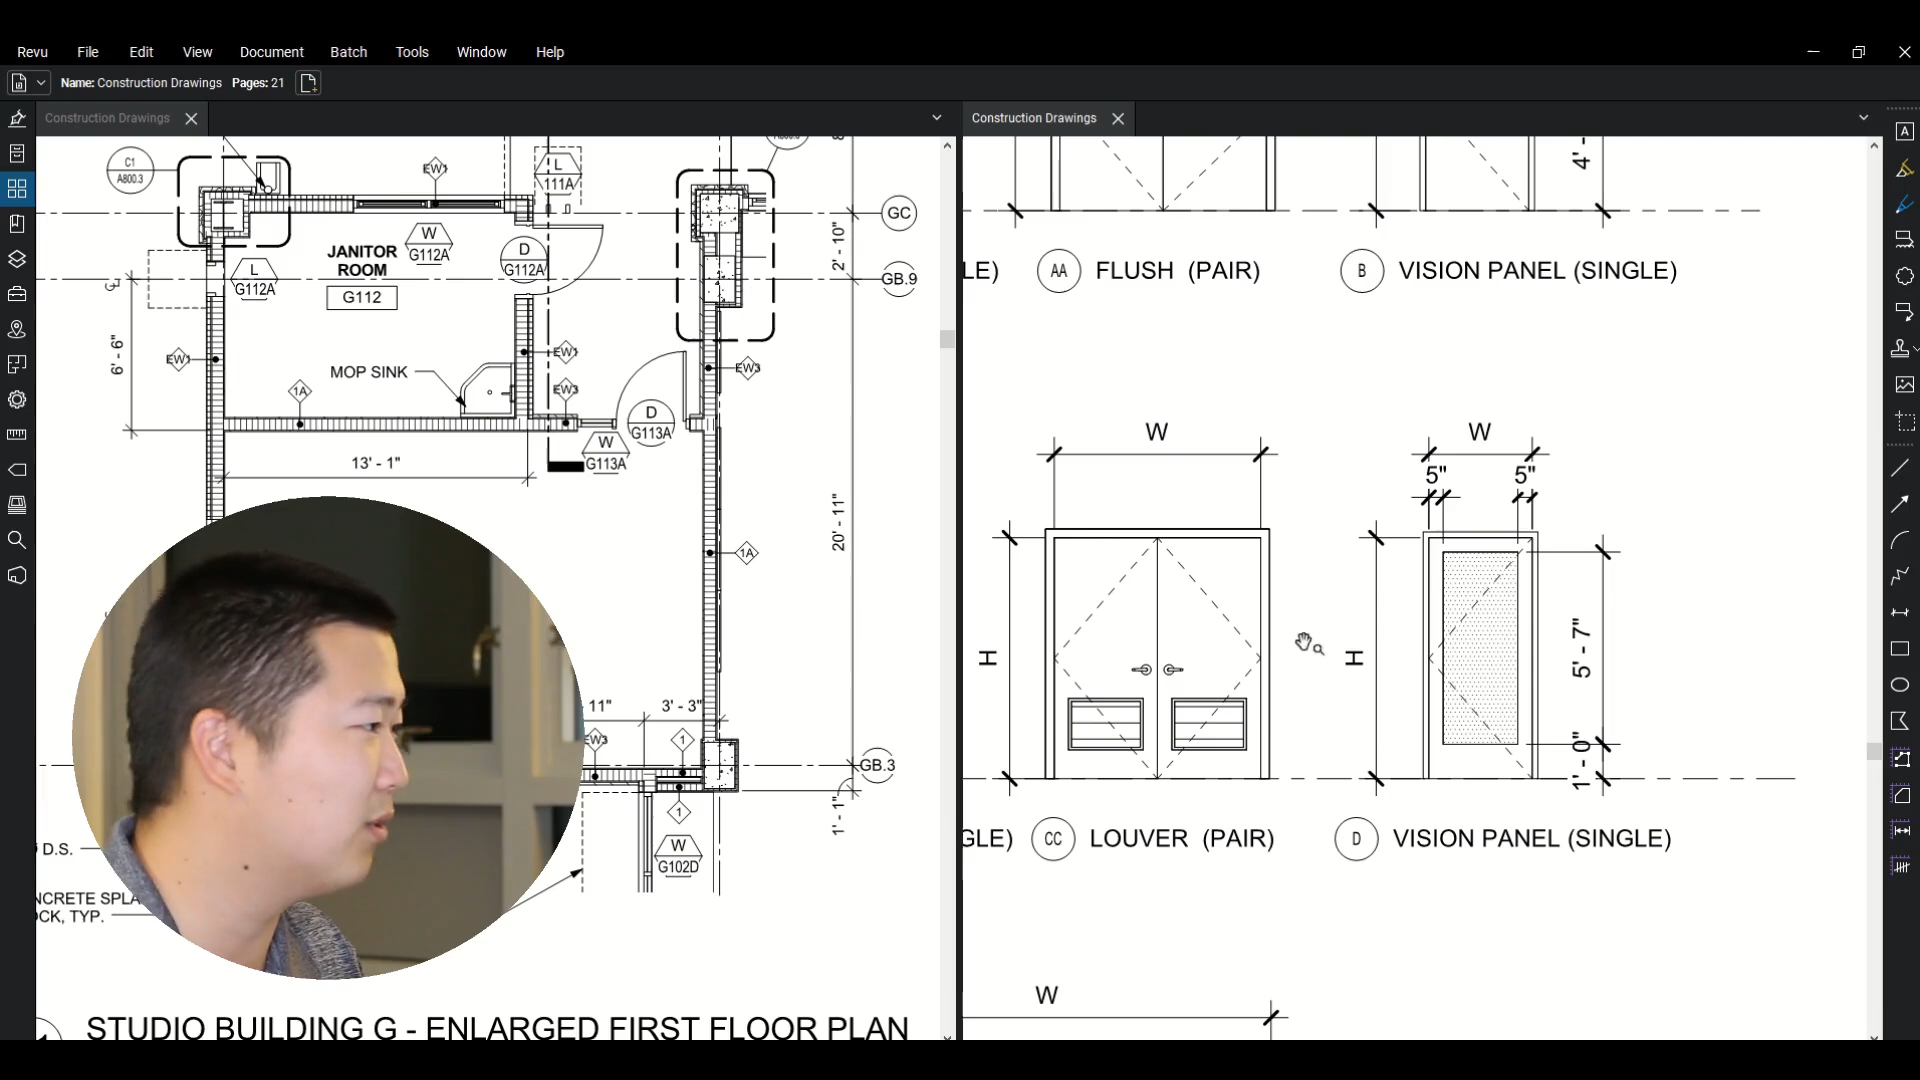 Revu File Edit View Document Batch Tools Window Help
Name: Construction Drawings Pages: 21
Construction Drawings
C1
A800.3
EW1
L
111A
GC
W
G112A
D
G112A
JANITOR
ROOM
G112
L
G112A
2' - 10"
GB.9
6' - 6"
EW1
EW1
EW3
EW3
MOP SINK
1A
D
G113A
W
G113A
13' - 1"
20' - 11"
1A
11"
3' - 3"
EW3
1
GB.3
1
1' - 1"
W
G102D
D.S.
OCK, TYP.
STUDIO BUILDING G - ENLARGED FIRST FLOOR PLAN
Construction Drawings
4' -
LE)
AA FLUSH (PAIR)
B VISION PANEL (SINGLE)
W
W
5" 5"
H
H
5' - 7"
1' - 0"
GLE)
CC LOUVER (PAIR)
D VISION PANEL (SINGLE)
W